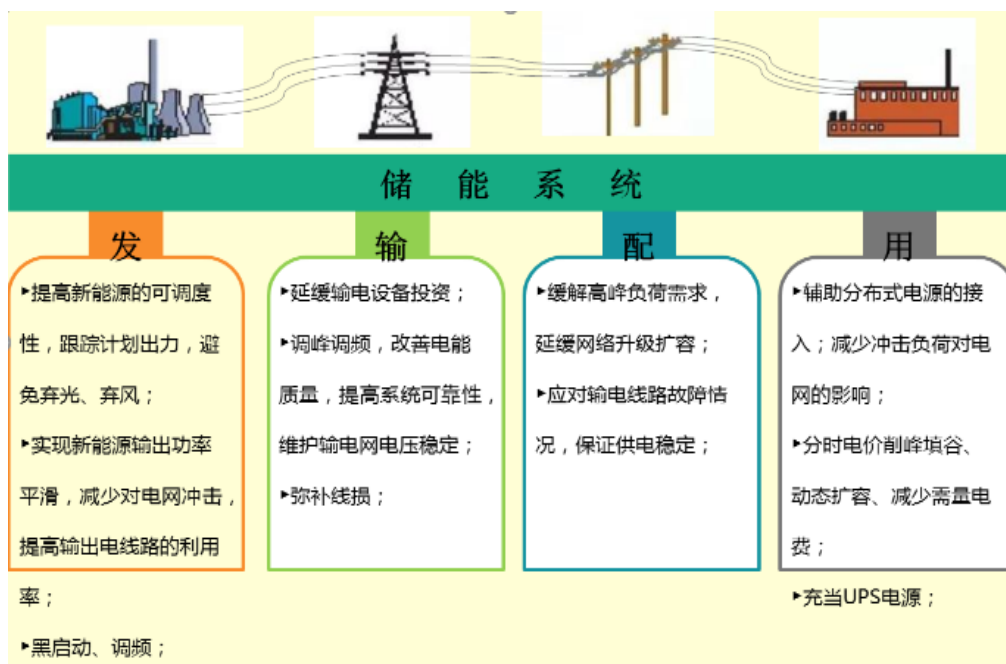 储 能 系 统
发
▸提高新能源的可调度
性，跟踪计划出力，避
免弃光、弃风；
▸实现新能源输出功率
平滑，减少对电网冲击，
提高输出电线路的利用
率；
▸黑启动、调频；
输
▸延缓输电设备投资；
▸调峰调频，改善电能
质量，提高系统可靠性，
维护输电网电压稳定；
▸弥补线损；
配
▸缓解高峰负荷需求，
延缓网络升级扩容；
▸应对输电线路故障情
况，保证供电稳定；
用
▸辅助分布式电源的接
入；减少冲击负荷对电
网的影响；
▸分时电价削峰填谷、
动态扩容、减少需量电
费；
▸充当UPS电源；